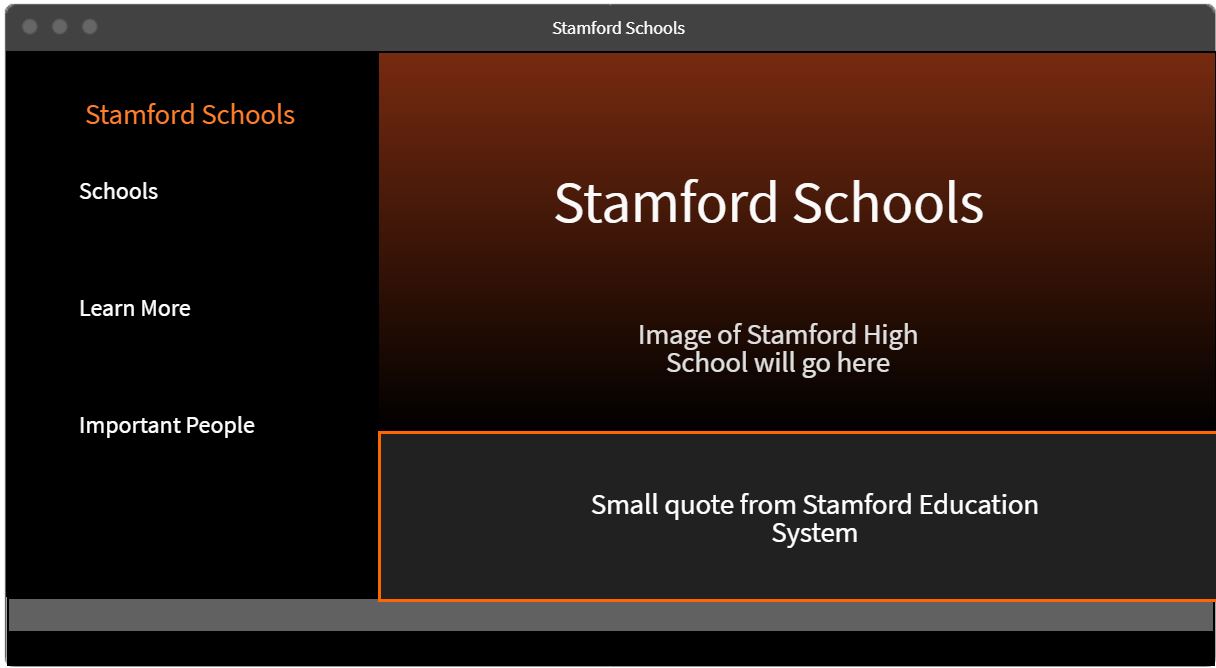 Stamford Schools
Stamford Schools
Schools
Learn More
Important People
Stamford Schools
Image of Stamford High
School will go here
Small quote from Stamford Education
System